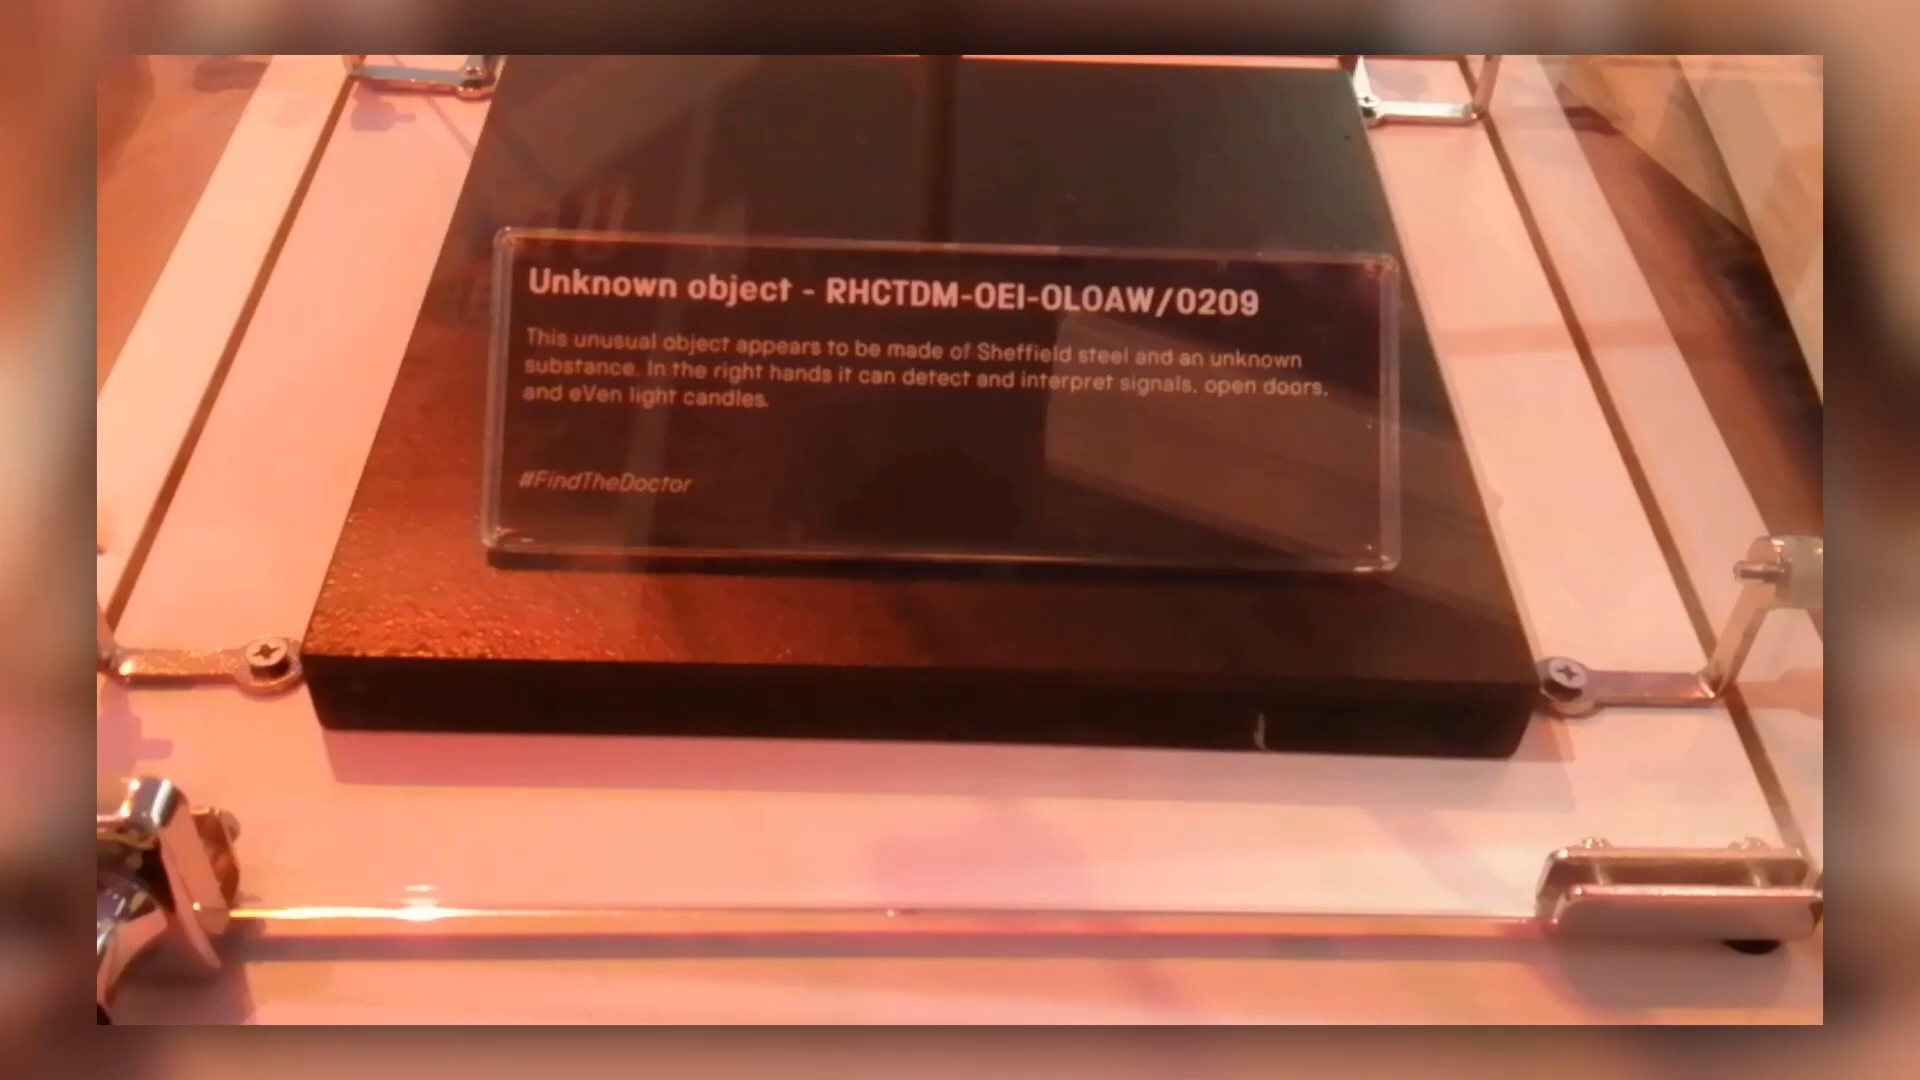 Unknown object - RHCTDM-OEI-OLOAW/0209
This unusual object appears to be made of Sheffield steel and an unknown
substance. In the right hands it can detect and interpret signals, open doors,
and eVen light candles.
#FindTheDoctor